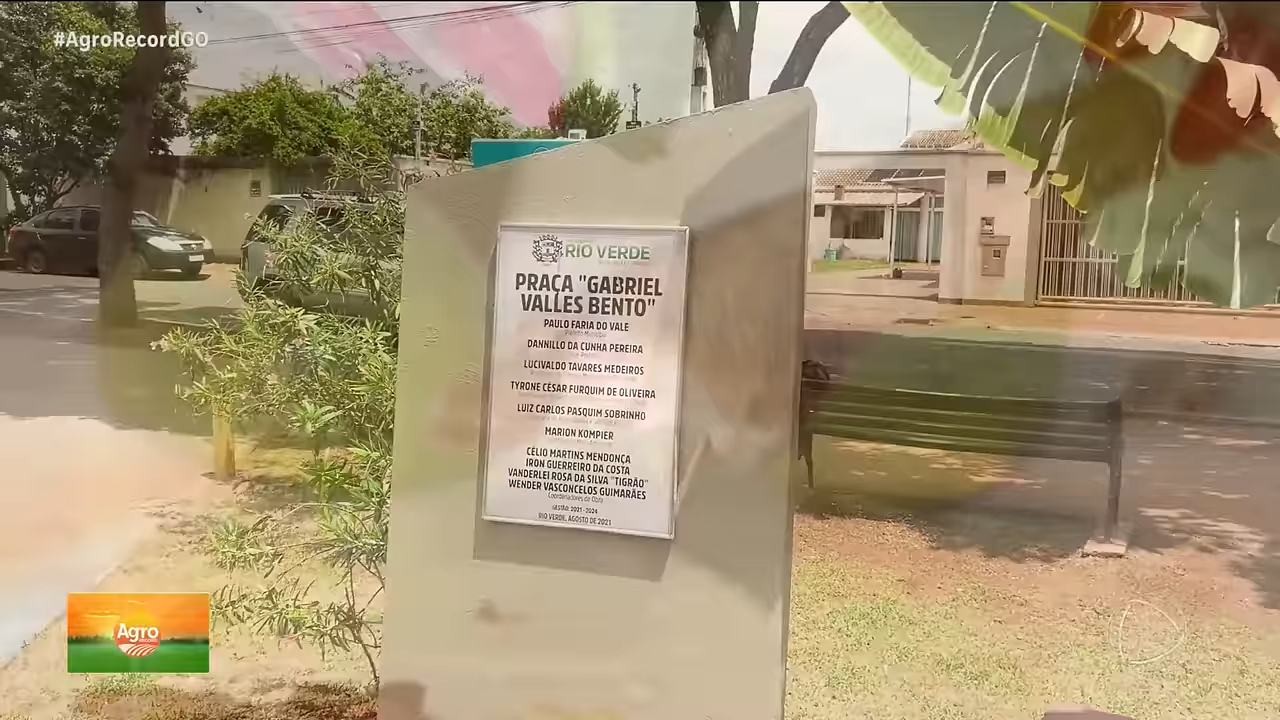 #AgroRecordGO
RIO VERDE
PRAÇA "GABRIEL
VALLES BENTO"
PAULO FARIA DO VALE
DANNILLO DA CUNHA PEREIRA
LUCIVALDO TAVARES MEDEIROS
TYRONE CÉSAR FURQUIM DE OLIVEIRA
LUIZ CARLOS PASQUIM SOBRINHO
MARION KOMPIER
CÉLIO MARTINS MENDONÇA
IRON GUERREIRO DA COSTA
VANDERLEI ROSA DA SILVA "TIGRÃO"
WENDER VASCONCELOS GUIMARÃES
Coordenadores de Obra
GESTÃO: 2021 - 2024
RIO VERDE, AGOSTO DE 2021
Agro
RECORD